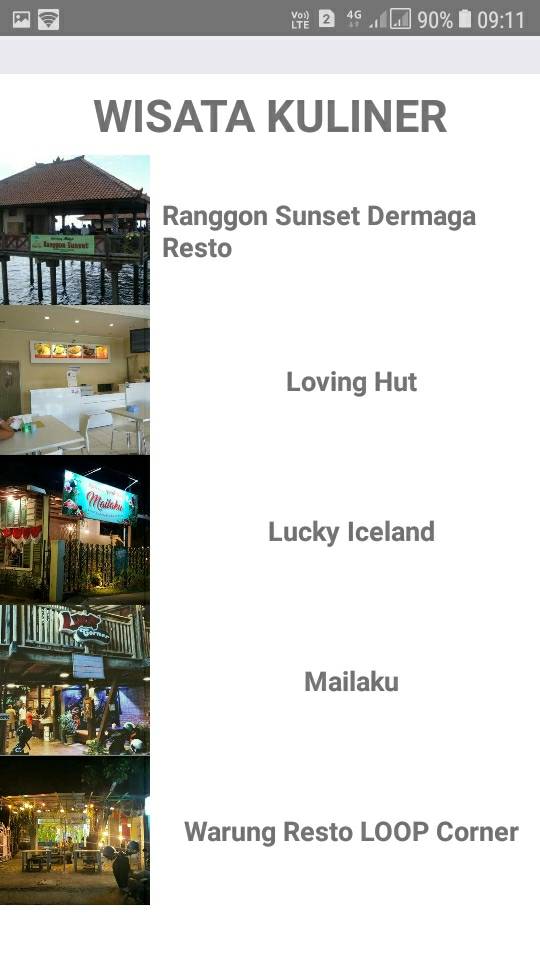 Vo))
LTE
2
4G
90%
09:11
WISATA KULINER
Ranggon Sunset
Ranggon Sunset Dermaga
Resto
Loving Hut
Mailaku
Lucky Iceland
Corner
Mailaku
Warung Resto LOOP Corner